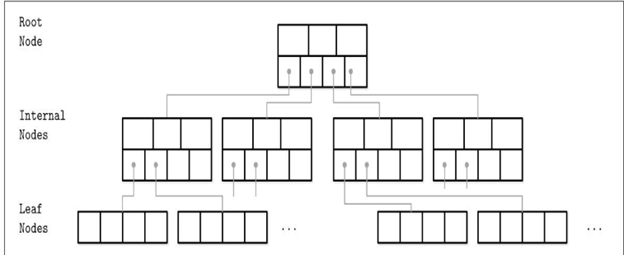 Root
Node
Internal
Nodes
Leaf
Nodes
...
...